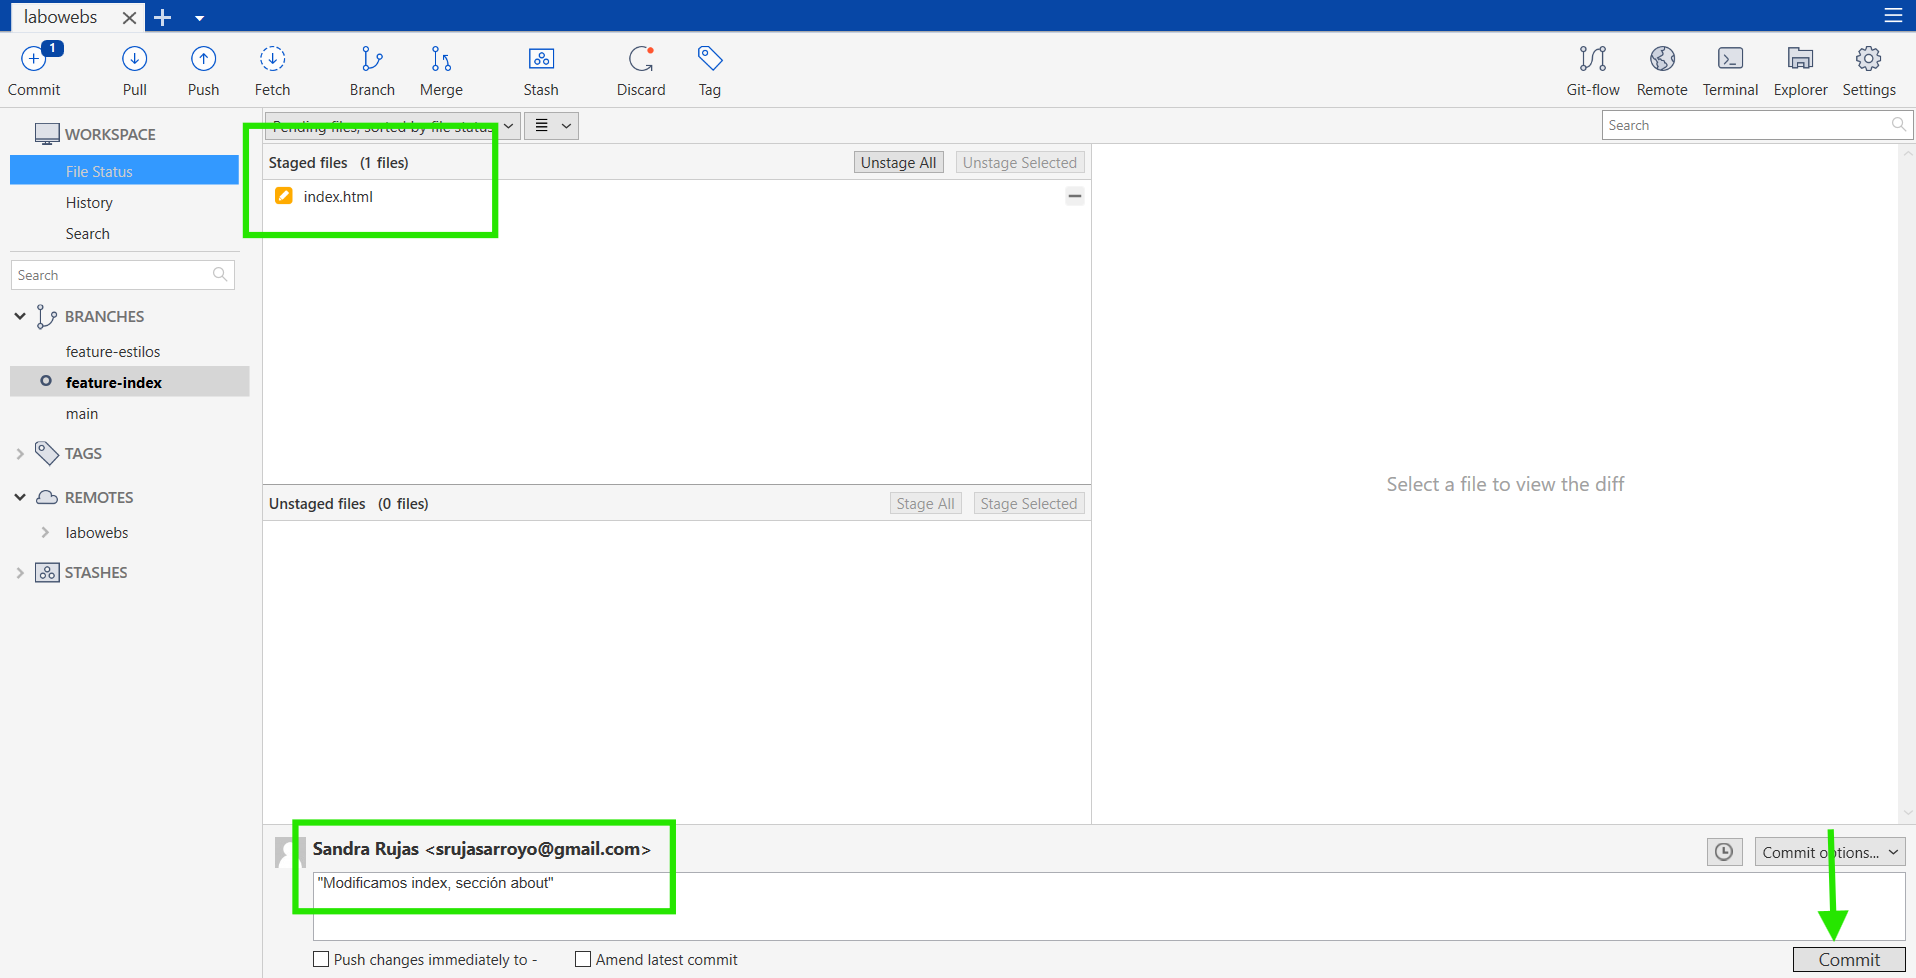 labowebs
1
Commit
Pull
Push
Fetch
Branch
Merge
Stash
Discard
Tag
Git-flow
Remote
Terminal
Explorer
Settings
WORKSPACE
File Status
History
Search
Search
BRANCHES
feature-estilos
feature-index
main
TAGS
REMOTES
labowebs
STASHES
Pending files, sorted by file status
Search
Staged files (1 files)
Unstage All
Unstage Selected
index.html
Unstaged files (0 files)
Stage All
Stage Selected
Select a file to view the diff
Sandra Rujas <srujasarroyo@gmail.com>
Commit options...
"Modificamos index, sección about"
Push changes immediately to -
Amend latest commit
Commit